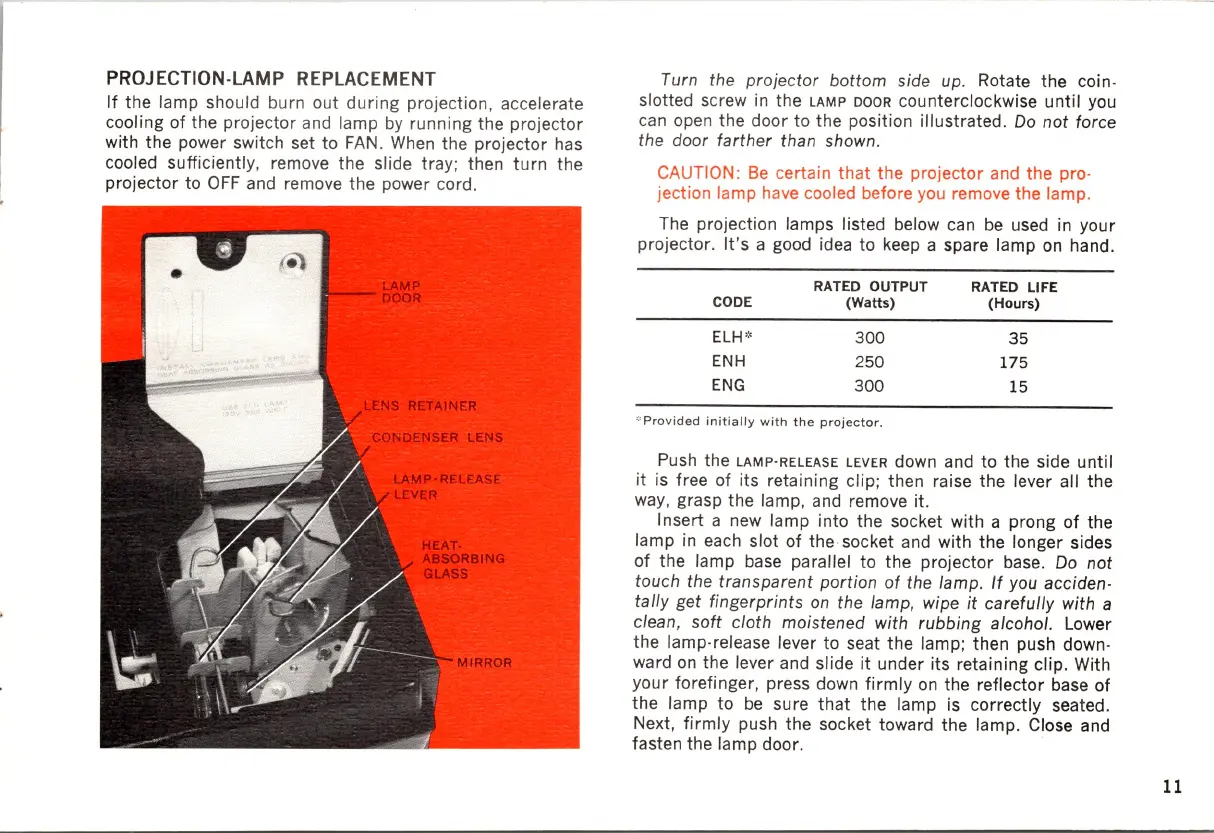 PROJECTION-LAMP REPLACEMENT
If the lamp should burn out during projection, accelerate
cooling of the projector and lamp by running the projector
with the power switch set to FAN. When the projector has
cooled sufficiently, remove the slide tray; then turn the
projector to OFF and remove the power cord.
LAMP
DOOR
USE ELH LAMP
LENS RETAINER
CONDENSER LENS
LAMP-RELEASE
LEVER
HEAT-
ABSORBING
GLASS
MIRROR
Turn the projector bottom side up. Rotate the coin-
slotted screw in the LAMP DOOR counterclockwise until you
can open the door to the position illustrated. Do not force
the door farther than shown.
CAUTION: Be certain that the projector and the pro-
jection lamp have cooled before you remove the lamp.
The projection lamps listed below can be used in your
projector. It's a good idea to keep a spare lamp on hand.
CODE RATED OUTPUT (Watts) RATED LIFE (Hours)
ELH* 300 35
ENH 250 175
ENG 300 15
*Provided initially with the projector.
Push the LAMP-RELEASE LEVER down and to the side until
it is free of its retaining clip; then raise the lever all the
way, grasp the lamp, and remove it.
Insert a new lamp into the socket with a prong of the
lamp in each slot of the socket and with the longer sides
of the lamp base parallel to the projector base. Do not
touch the transparent portion of the lamp. If you acciden-
tally get fingerprints on the lamp, wipe it carefully with a
clean, soft cloth moistened with rubbing alcohol. Lower
the lamp-release lever to seat the lamp; then push down-
ward on the lever and slide it under its retaining clip. With
your forefinger, press down firmly on the reflector base of
the lamp to be sure that the lamp is correctly seated.
Next, firmly push the socket toward the lamp. Close and
fasten the lamp door.
11